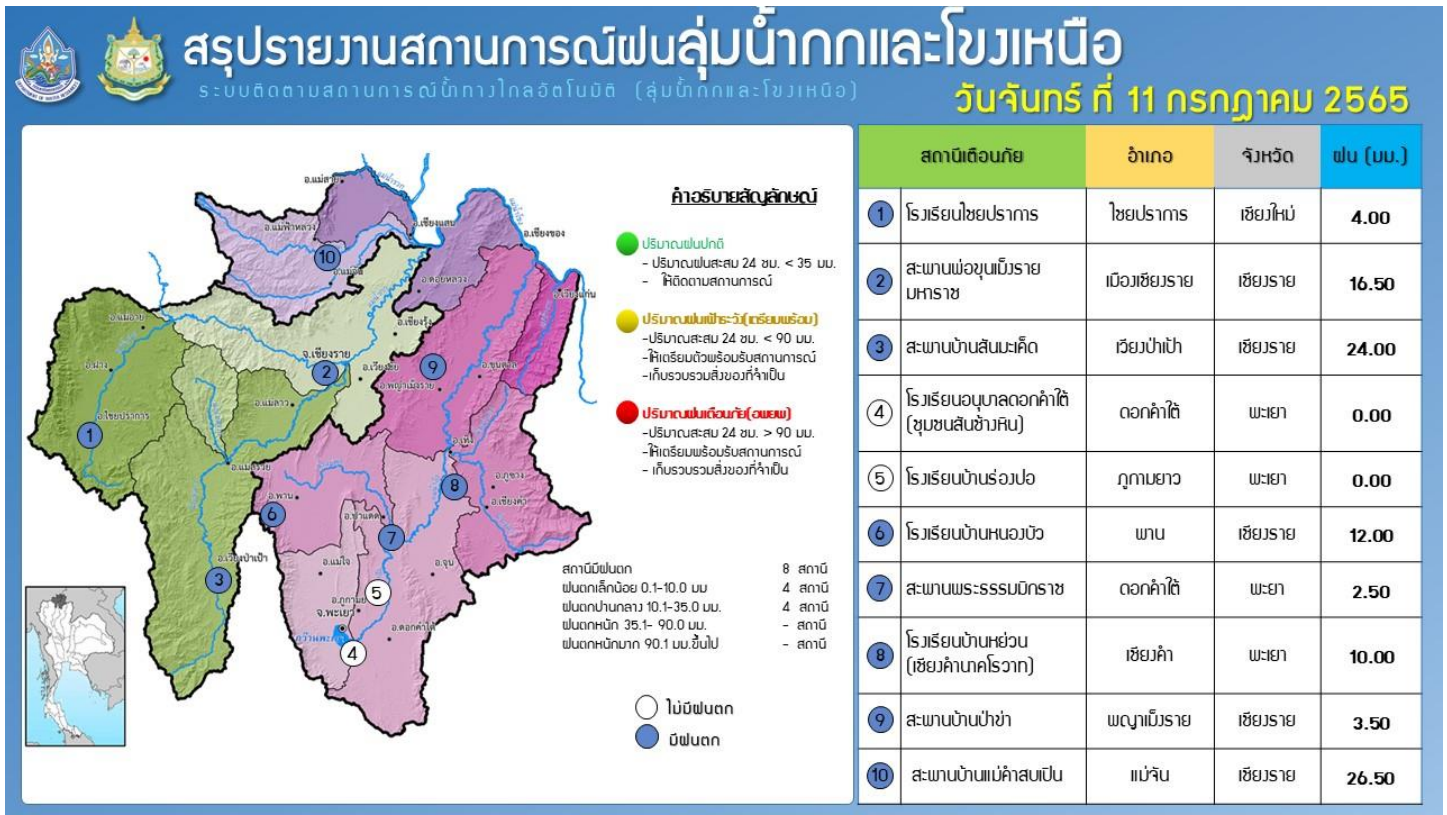 สรุปรายงานสถานการณ์ฝนลุ่มน้ำกกและโขงเหนือ
ระบบติดตามสถานการณ์น้ำทางไกลอัตโนมัติ (ลุ่มน้ำกกและโขงเหนือ)
วันจันทร์ ที่ 11 กรกฎาคม 2565
อ.แม่สาย
อ.แม่ฟ้าหลวง
อ.เชียงแสน
อ.เชียงของ
10
อ.แม่จัน
อ.ดอยหลวง
อ.เวียงแก่น
อ.แม่อาย
อ.เชียงรุ้ง
จ.เชียงราย
อ.ฝาง
2
อ.เวียงชัย
9
อ.ขุนตาล
อ.พญาเม็งราย
อ.ไชยปราการ
อ.แม่ลาว
1
อ.เทิง
อ.แม่สรวย
8
อ.ภูซาง
อ.พาน
อ.เชียงคำ
6
อ.ป่าแดด
7
อ.เวียงป่าเป้า
อ.แม่ใจ
อ.จุน
3
5
อ.ภูกามย
จ.พะเยา
อ.ดอกคำใต้
กว๊านพะเยา
4
คำอธิบายสัญลักษณ์
ปริมาณฝนปกติ
- ปริมาณฝนสะสม 24 ชม. < 35 มม.
- ให้ติดตามสถานการณ์
ปริมาณฝนเฝ้าระวัง(เตรียมพร้อม)
-ปริมาณสะสม 24 ชม. < 90 มม.
-ให้เตรียมตัวพร้อมรับสถานการณ์
-เก็บรวบรวมสิ่งของที่จำเป็น
ปริมาณฝนเตือนภัย(อพยพ)
-ปริมาณสะสม 24 ชม. > 90 มม.
-ให้เตรียมพร้อมรับสถานการณ์
- เก็บรวบรวมสิ่งของที่จำเป็น
สถานีมีฝนตก 8 สถานี
ฝนตกเล็กน้อย 0.1-10.0 มม 4 สถานี
ฝนตกปานกลาง 10.1-35.0 มม. 4 สถานี
ฝนตกหนัก 35.1- 90.0 มม. - สถานี
ฝนตกหนักมาก 90.1 มม.ขึ้นไป - สถานี
ไม่มีฝนตก
มีฝนตก
สถานีเตือนภัย อำเภอ จังหวัด ฝน (มม.)
1 โรงเรียนไชยปราการ ไชยปราการ เชียงใหม่ 4.00
2 สะพานพ่อขุนเม็งราย
มหาราช เมืองเชียงราย เชียงราย 16.50
3 สะพานบ้านสันมะเค็ด เวียงป่าเป้า เชียงราย 24.00
4 โรงเรียนอนุบาลดอกคำใต้
(ชุมชนสันช้างหิน) ดอกคำใต้ พะเยา 0.00
5 โรงเรียนบ้านร่องปอ ภูกามยาว พะเยา 0.00
6 โรงเรียนบ้านหนองบัว พาน เชียงราย 12.00
7 สะพานพระธรรมมิกราช ดอกคำใต้ พะยา 2.50
8 โรงเรียนบ้านหย่วน
(เชียงคำนาคโรวาท) เชียงคำ พะเยา 10.00
9 สะพานบ้านป่าข่า พญาเม็งราย เชียงราย 3.50
10 สะพานบ้านแม่คำสบเปิน แม่จัน เชียงราย 26.50